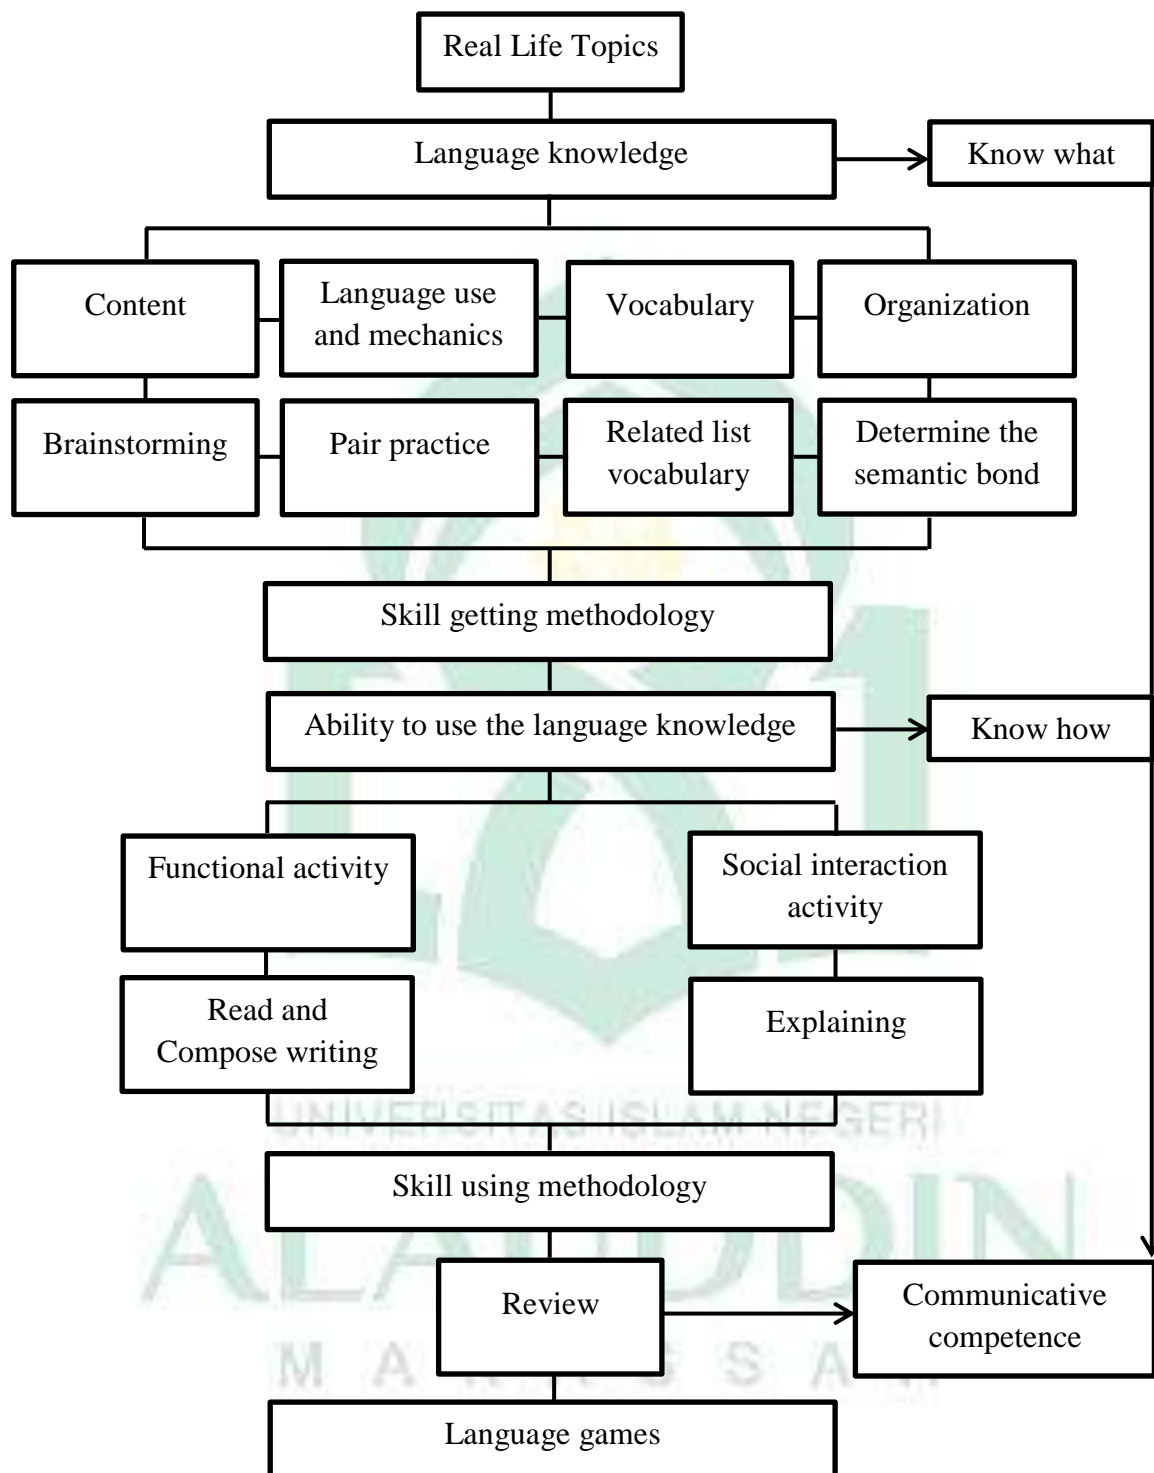 Real Life Topics
Language knowledge
Know what
Content
Language use
and mechanics
Vocabulary
Organization
Brainstorming
Pair practice
Related list
vocabulary
Determine the
semantic bond
Skill getting methodology
Ability to use the language knowledge
Know how
Functional activity
Social interaction
activity
Read and
Compose writing
Explaining
UNIVERSITAS ISLAM NEGERI
Skill using methodology
ALAUDDIN
Review
Communicative
competence
MAKASSAR
Language games